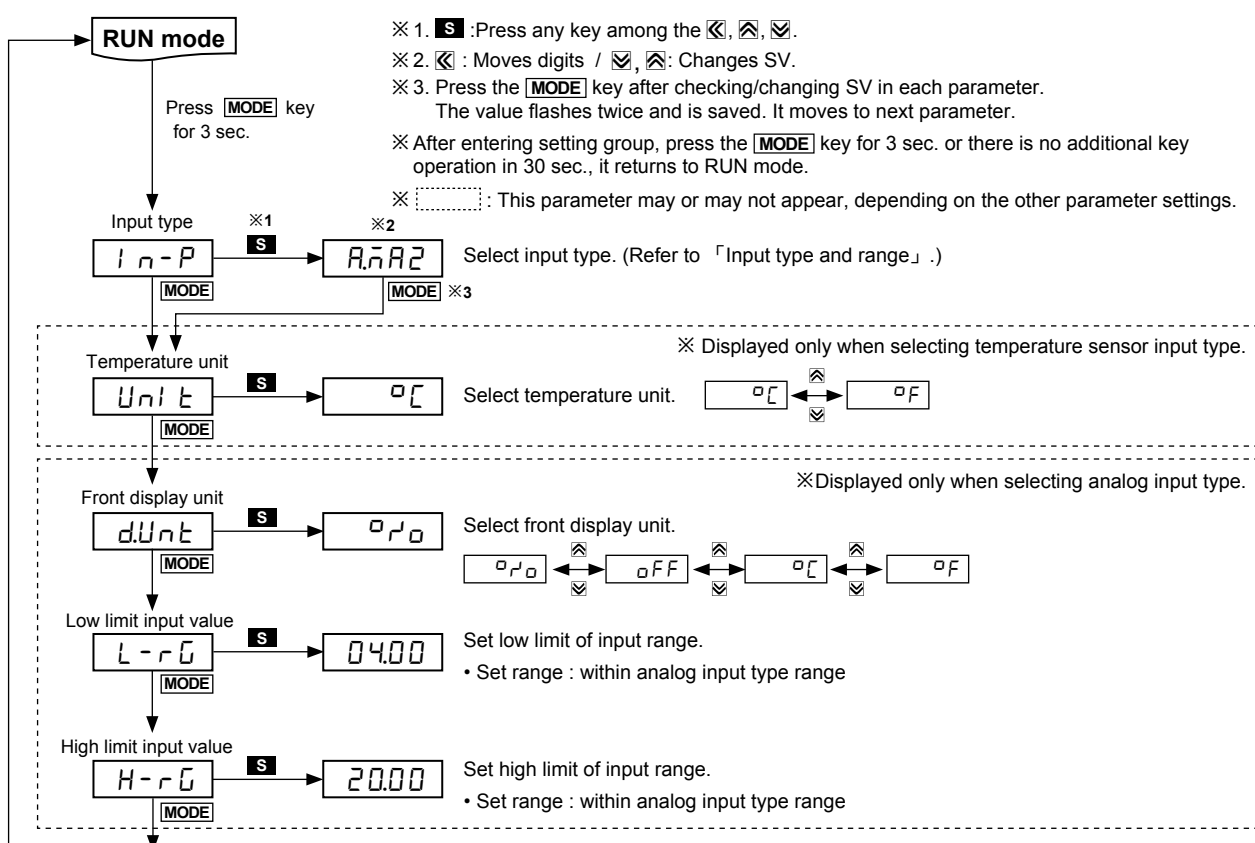 RUN mode
※ 1. S :Press any key among the «, ︽, ︾.
※ 2. « : Moves digits / ︾, ︽: Changes SV.
※ 3. Press the MODE key after checking/changing SV in each parameter.
The value flashes twice and is saved. It moves to next parameter.
Press MODE key
for 3 sec.
※ After entering setting group, press the MODE key for 3 sec. or there is no additional key
operation in 30 sec., it returns to RUN mode.
※ : This parameter may or may not appear, depending on the other parameter settings.
Input type ※1 ※2
In-P S A.mA2 Select input type. (Refer to 「Input type and range」.)
MODE MODE ※3
※ Displayed only when selecting temperature sensor input type.
Temperature unit
UnIt S °C Select temperature unit. °C ︽ ︾ °F
MODE
※Displayed only when selecting analog input type.
Front display unit
d.Unt S o/o Select front display unit.
MODE o/o ︽ ︾ oFF ︽ ︾ °C ︽ ︾ °F
Low limit input value
L-rG S 04.00 Set low limit of input range.
MODE • Set range : within analog input type range
High limit input value
H-rG S 20.00 Set high limit of input range.
MODE • Set range : within analog input type range